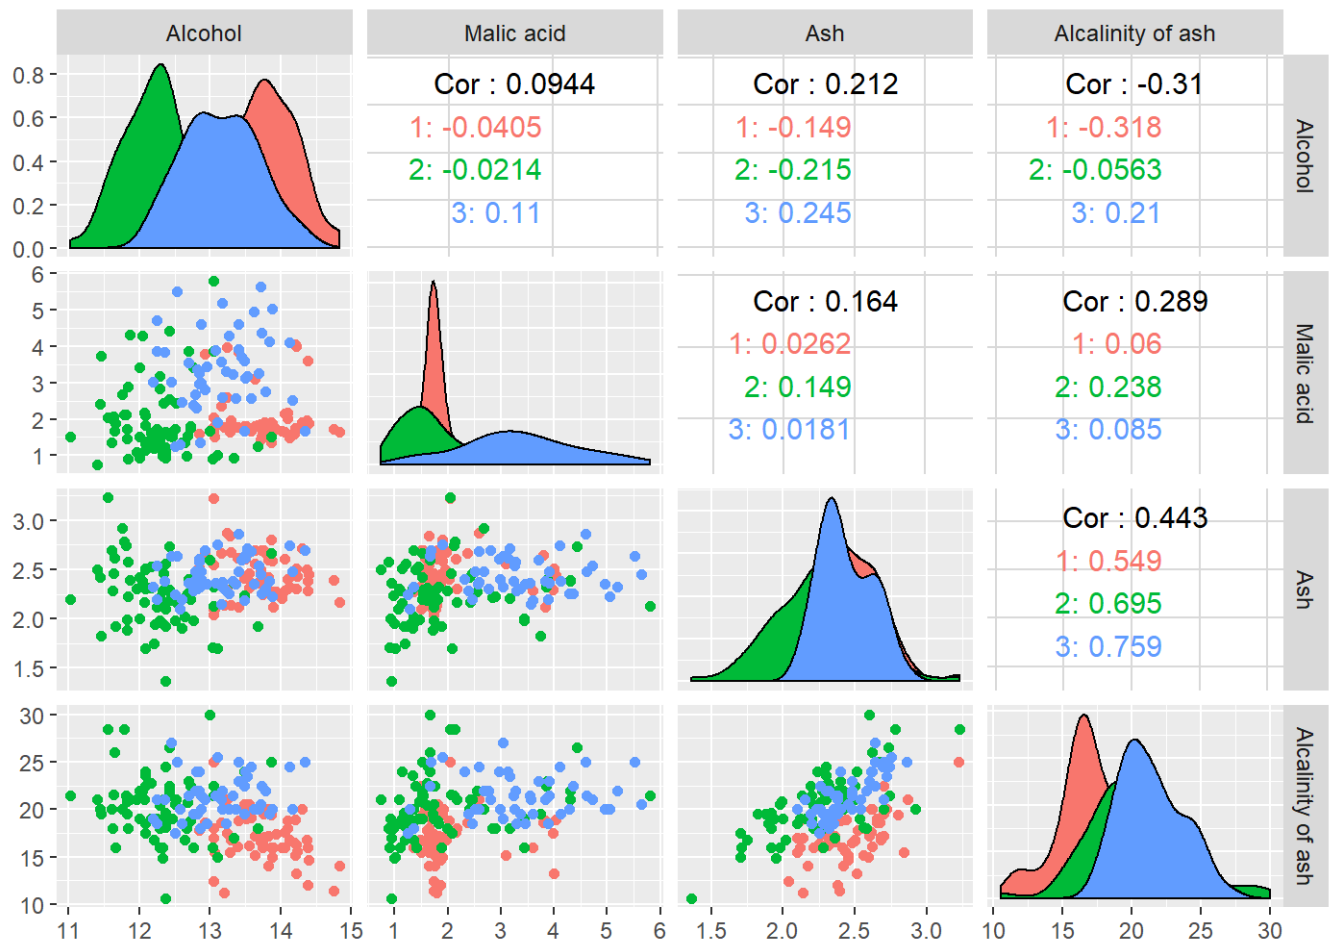 Alcohol
Malic acid
Ash
Alcalinity of ash
0.8
0.6
0.4
0.2
0.0
Cor : 0.0944
1: -0.0405
2: -0.0214
3: 0.11
Cor : 0.212
1: -0.149
2: -0.215
3: 0.245
Cor : -0.31
1: -0.318
2: -0.0563
3: 0.21
Alcohol
6
5
4
3
2
1
Cor : 0.164
1: 0.0262
2: 0.149
3: 0.0181
Cor : 0.289
1: 0.06
2: 0.238
3: 0.085
Malic acid
3.0
2.5
2.0
1.5
Cor : 0.443
1: 0.549
2: 0.695
3: 0.759
Ash
30
25
20
15
10
Alcalinity of ash
11 12 13 14 15
1 2 3 4 5 6
1.5 2.0 2.5 3.0
10 15 20 25 30